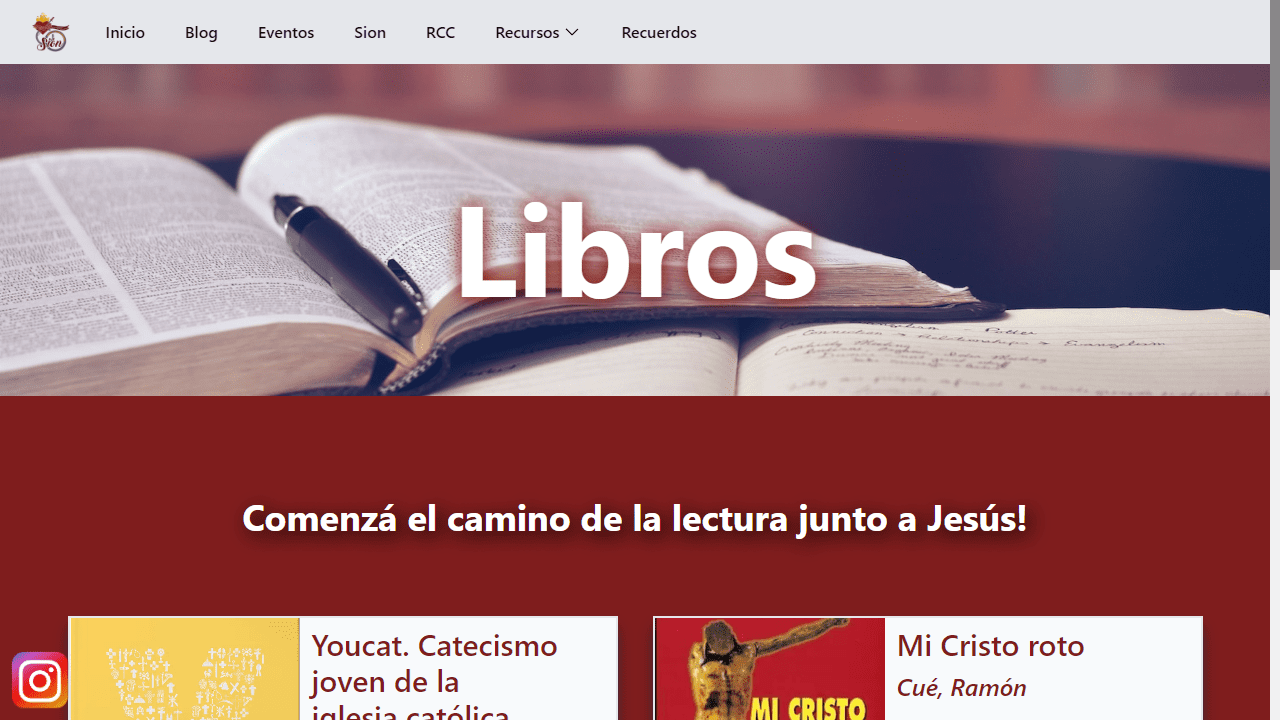 Sion
Inicio
Blog
Eventos
Sion
RCC
Recursos
Recuerdos
Libros
Comenzá el camino de la lectura junto a Jesús!
Youcat. Catecismo
joven de la
iglesia católica
Mi Cristo roto
Cué, Ramón
MI CRISTO